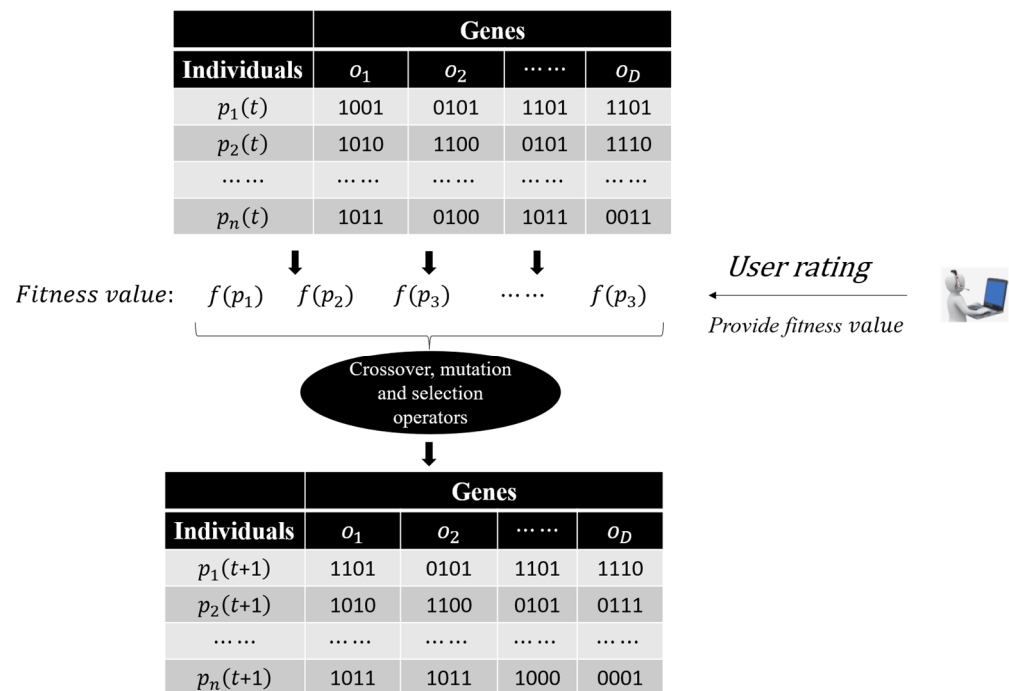 Genes
Individuals o₁ o₂ …… o_D
p₁(t) 1001 0101 1101 1101
p₂(t) 1010 1100 0101 1110
…… …… …… …… ……
pₙ(t) 1011 0100 1011 0011
User rating
Fitness value: f(p₁) f(p₂) f(p₃) …… f(p₃)
Provide fitness value
Crossover, mutation
and selection
operators
Genes
Individuals o₁ o₂ …… o_D
p₁(t+1) 1101 0101 1101 1110
p₂(t+1) 1010 1100 0101 0111
…… …… …… …… ……
pₙ(t+1) 1011 1011 1000 0001